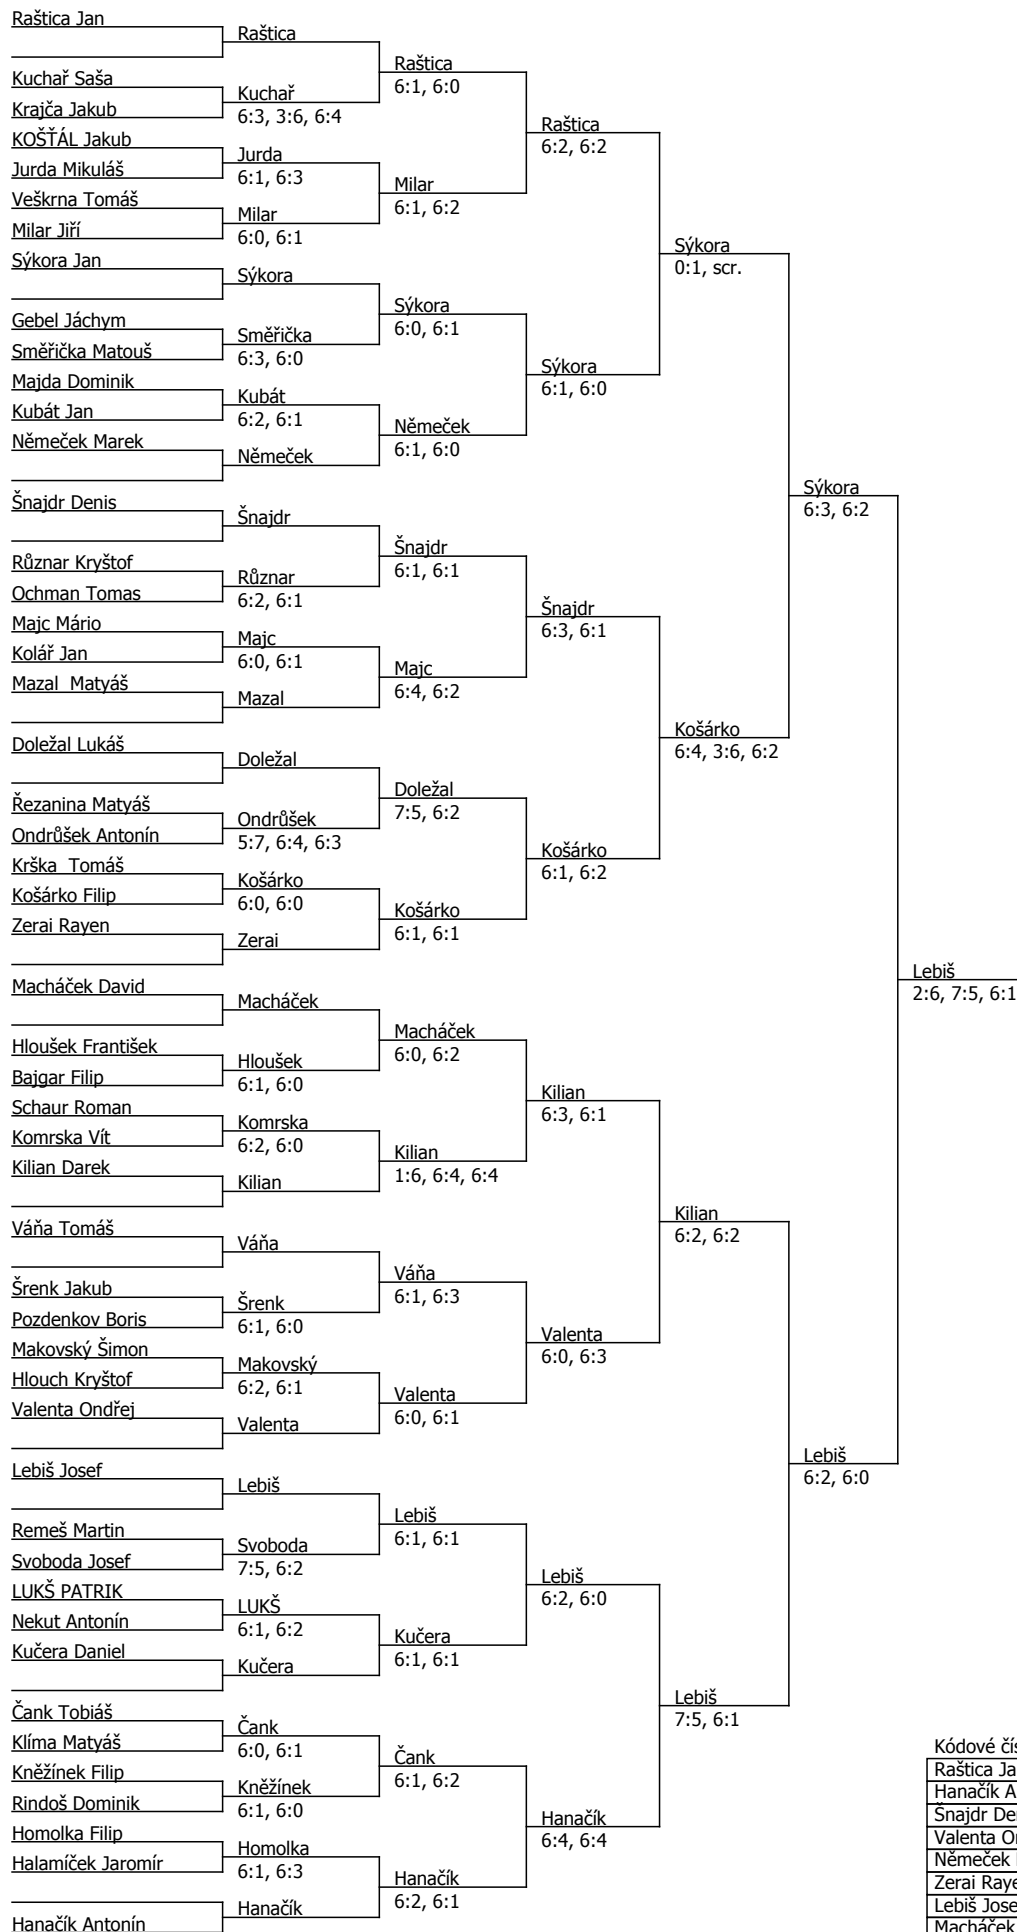 Raštica Jan
Raštica
Raštica
6:1, 6:0
Kuchař Saša
Kuchař
6:3, 3:6, 6:4
Krajča Jakub
Raštica
6:2, 6:2
KOŠŤÁL Jakub
Jurda
6:1, 6:3
Jurda Mikuláš
Milar
6:1, 6:2
Veškrna Tomáš
Milar
6:0, 6:1
Milar Jiří
Sýkora
0:1, scr.
Sýkora Jan
Sýkora
Sýkora
6:0, 6:1
Gebel Jáchym
Směřička
6:3, 6:0
Směřička Matouš
Sýkora
6:1, 6:0
Majda Dominik
Kubát
6:2, 6:1
Kubát Jan
Němeček
6:1, 6:0
Němeček Marek
Němeček
Sýkora
6:3, 6:2
Šnajdr Denis
Šnajdr
Šnajdr
6:1, 6:1
Různar Kryštof
Různar
6:2, 6:1
Ochman Tomas
Šnajdr
6:3, 6:1
Majc Mário
Majc
6:0, 6:1
Kolář Jan
Majc
6:4, 6:2
Mazal  Matyáš
Mazal
Košárko
6:4, 3:6, 6:2
Doležal Lukáš
Doležal
Doležal
7:5, 6:2
Řezanina Matyáš
Ondrůšek
5:7, 6:4, 6:3
Ondrůšek Antonín
Košárko
6:1, 6:2
Krška  Tomáš
Košárko
6:0, 6:0
Košárko Filip
Košárko
6:1, 6:1
Zerai Rayen
Zerai
Lebiš
2:6, 7:5, 6:1
Macháček David
Macháček
Macháček
6:0, 6:2
Hloušek František
Hloušek
6:1, 6:0
Bajgar Filip
Kilian
6:3, 6:1
Schaur Roman
Komrska
6:2, 6:0
Komrska Vít
Kilian
1:6, 6:4, 6:4
Kilian Darek
Kilian
Kilian
6:2, 6:2
Váňa Tomáš
Váňa
Váňa
6:1, 6:3
Šrenk Jakub
Šrenk
6:1, 6:0
Pozdenkov Boris
Valenta
6:0, 6:3
Makovský Šimon
Makovský
6:2, 6:1
Hlouch Kryštof
Valenta
6:0, 6:1
Valenta Ondřej
Valenta
Lebiš
6:2, 6:0
Lebiš Josef
Lebiš
Lebiš
6:1, 6:1
Remeš Martin
Svoboda
7:5, 6:2
Svoboda Josef
Lebiš
6:2, 6:0
LUKŠ PATRIK
LUKŠ
6:1, 6:2
Nekut Antonín
Kučera
6:1, 6:1
Kučera Daniel
Kučera
Lebiš
7:5, 6:1
Čank Tobiáš
Čank
6:0, 6:1
Klíma Matyáš
Čank
6:1, 6:2
Kněžínek Filip
Kněžínek
6:1, 6:0
Rindoš Dominik
Hanačík
6:4, 6:4
Homolka Filip
Homolka
6:1, 6:3
Halamíček Jaromír
Hanačík
6:2, 6:1
Hanačík
Hanačík Antonín
Kódové čís
Raštica Ja
Hanačík A
Šnajdr De
Valenta O
Němeček
Zerai Raye
Lebiš Jose
Macháček